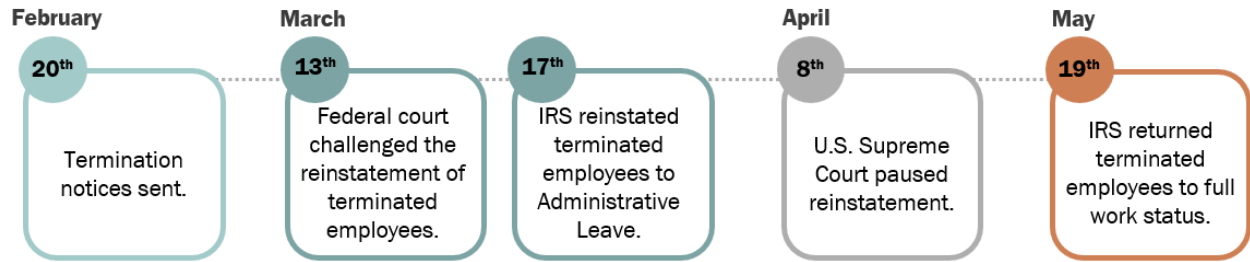 February
20th
Termination
notices sent.
March
13th
Federal court
challenged the
reinstatement of
terminated
employees.
17th
IRS reinstated
terminated
employees to
Administrative
Leave.
April
8th
U.S. Supreme
Court paused
reinstatement.
May
19th
IRS returned
terminated
employees to full
work status.